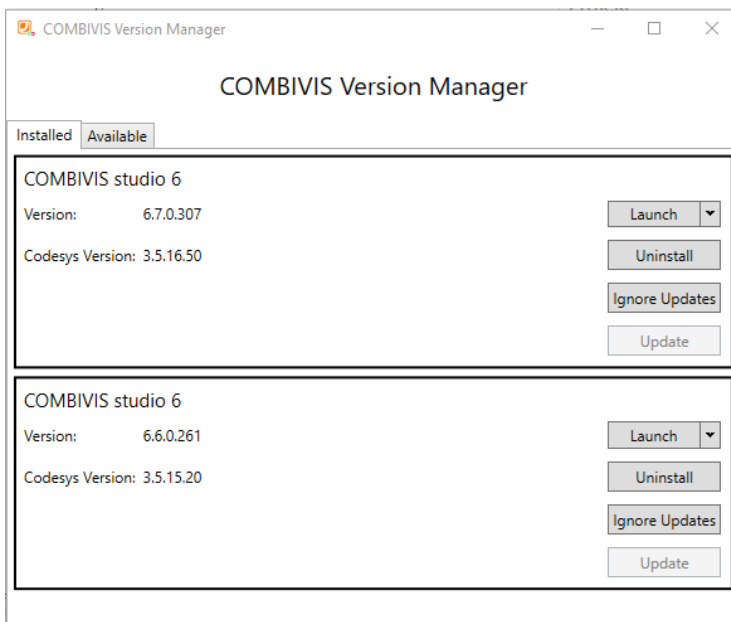 COMBIVIS Version Manager
COMBIVIS Version Manager
Installed Available
COMBIVIS studio 6
Version: 6.7.0.307 Launch
Codesys Version: 3.5.16.50 Uninstall
Ignore Updates
Update
COMBIVIS studio 6
Version: 6.6.0.261 Launch
Codesys Version: 3.5.15.20 Uninstall
Ignore Updates
Update